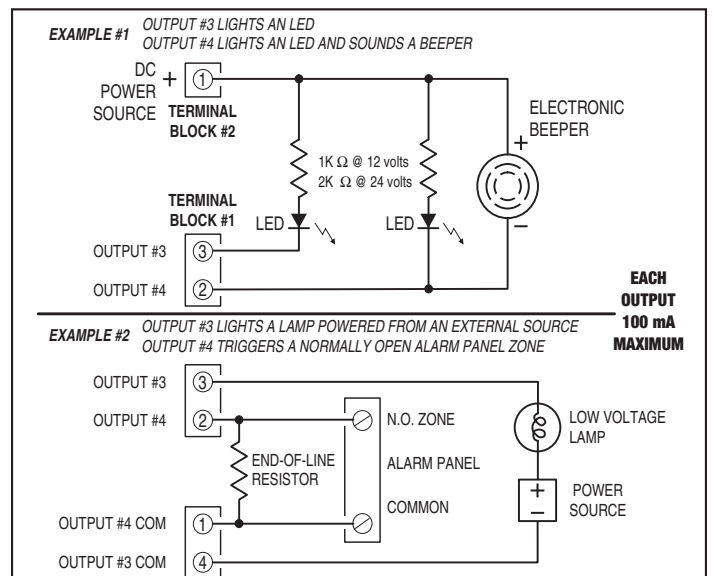 EXAMPLE #1
OUTPUT #3 LIGHTS AN LED
OUTPUT #4 LIGHTS AN LED AND SOUNDS A BEEPER
DC
POWER
SOURCE
+
1
TERMINAL
BLOCK #2
ELECTRONIC
BEEPER
+
–
1K Ω @ 12 volts
2K Ω @ 24 volts
LED
LED
TERMINAL
BLOCK #1
OUTPUT #3
3
OUTPUT #4
2
EACH
OUTPUT
100 mA
MAXIMUM
EXAMPLE #2
OUTPUT #3 LIGHTS A LAMP POWERED FROM AN EXTERNAL SOURCE
OUTPUT #4 TRIGGERS A NORMALLY OPEN ALARM PANEL ZONE
OUTPUT #3
3
OUTPUT #4
2
N.O. ZONE
LOW VOLTAGE
LAMP
END-OF-LINE
RESISTOR
ALARM PANEL
COMMON
+
–
POWER
SOURCE
OUTPUT #4 COM
1
OUTPUT #3 COM
4